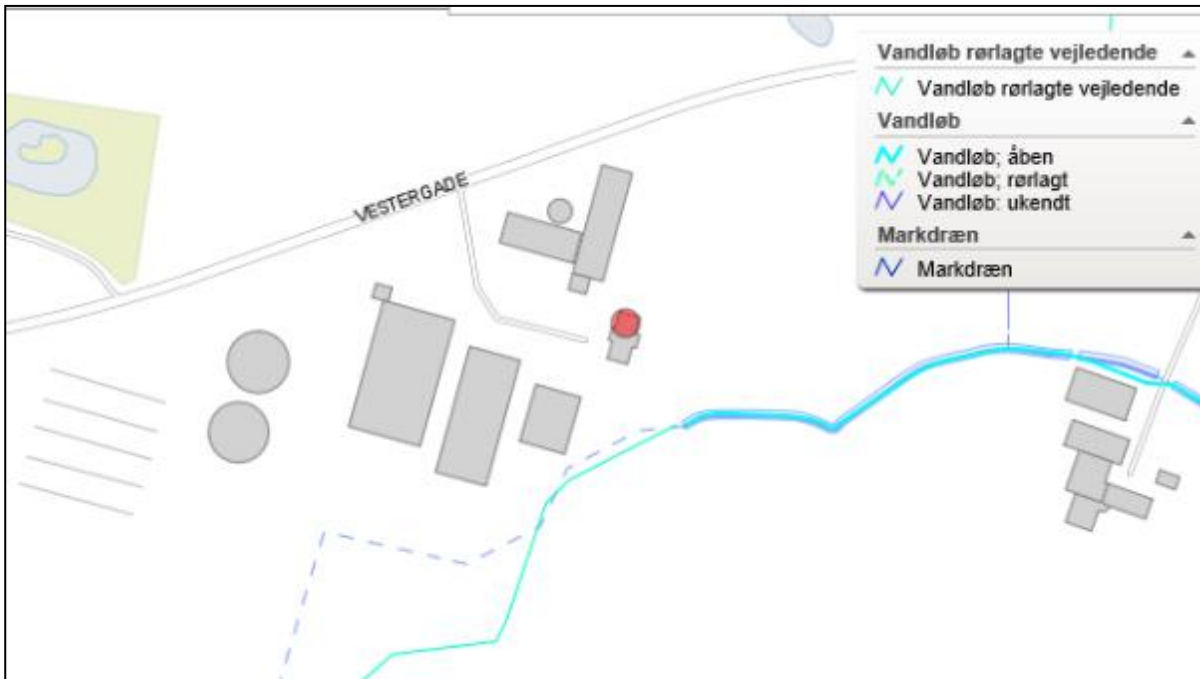 Vandløb rørlagte vejledende
Vandløb rørlagte vejledende
Vandløb
Vandløb; åben
Vandløb; rørlagt
Vandløb: ukendt
Markdræn
Markdræn
VESTERGADE